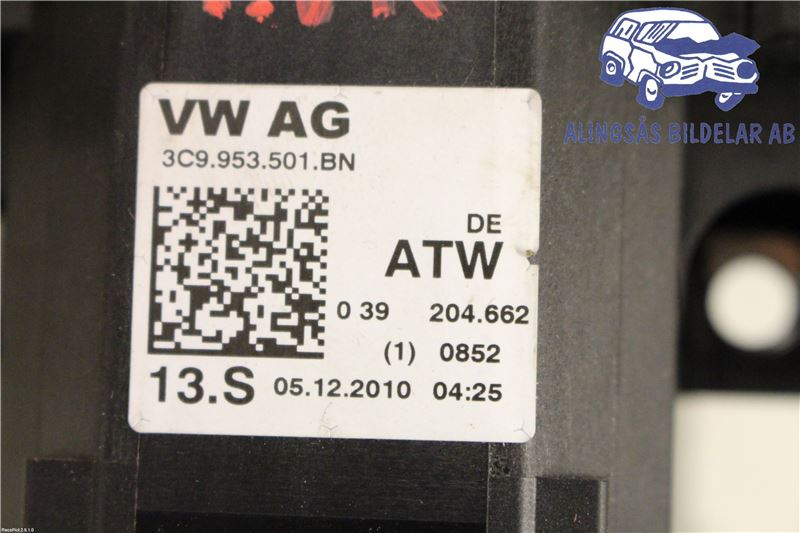 ALINGSÅS BILDELAR AB
VW AG
3C9.953.501.BN
DE
ATW
0 39 204.662
(1) 0852
13.S 05.12.2010 04:25